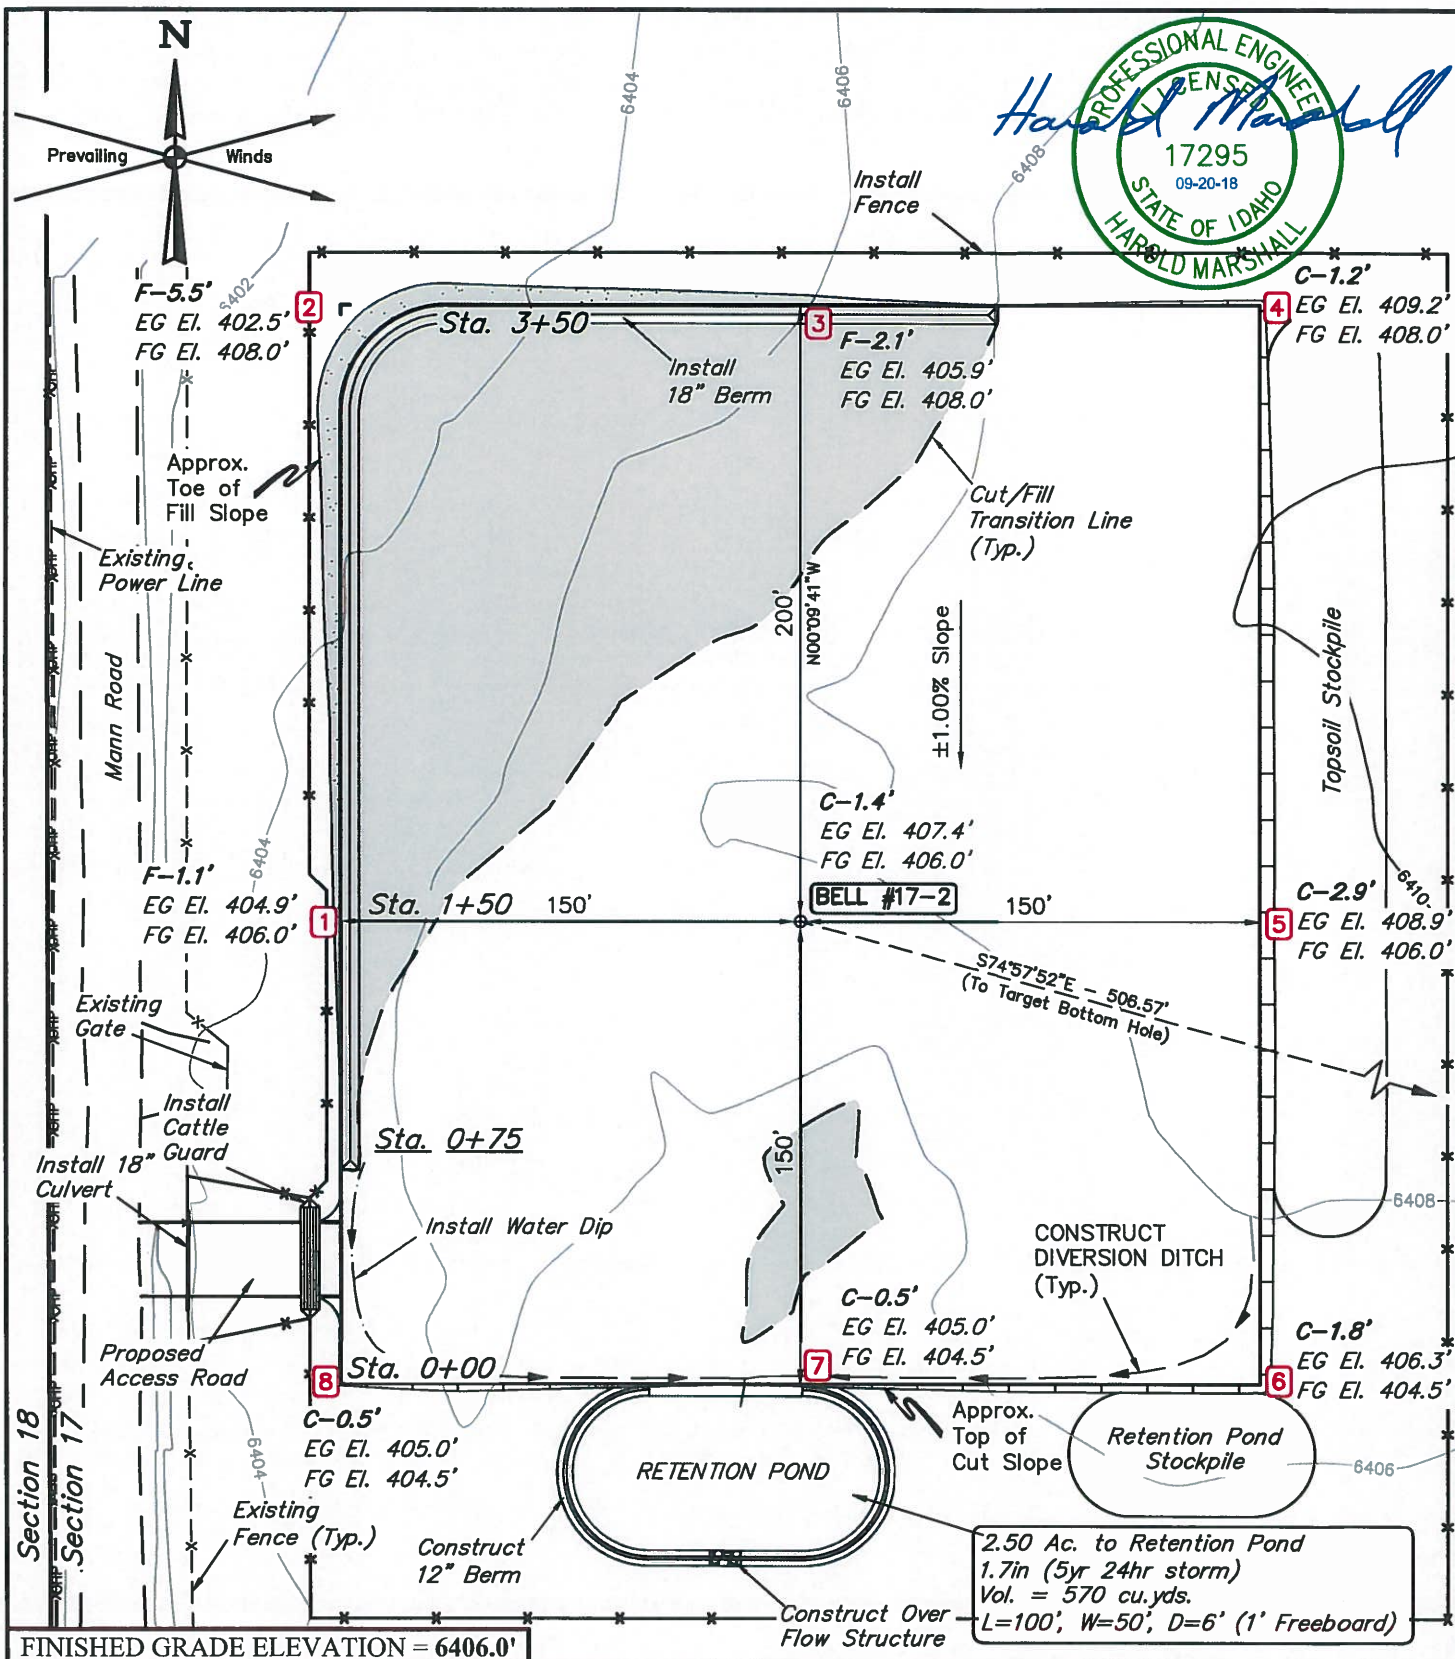 N
Prevailing
Winds
6404
6406
6408
PROFESSIONAL ENGINEER
LICENSED
17295
09-20-18
STATE OF IDAHO
HAROLD MARSHALL
Harold Marshall
Install
Fence
F-5.5'
EG El. 402.5'
FG El. 408.0'
6402
2
Sta. 3+50
3
F-2.1'
EG El. 405.9'
FG El. 408.0'
4
C-1.2'
EG El. 409.2'
FG El. 408.0'
Install
18" Berm
Approx.
Toe of
Fill Slope
Cut/Fill
Transition Line
(Typ.)
Existing
Power Line
Mann Road
200'
N00°09'41"W
±1.00% Slope
Topsoil Stockpile
C-1.4'
EG El. 407.4'
FG El. 406.0'
6404
F-1.1'
EG El. 404.9'
FG El. 406.0'
1
Sta. 1+50
150'
BELL #17-2
150'
5
C-2.9'
EG El. 408.9'
FG El. 406.0'
6410
S74°57'52"E - 506.57'
(To Target Bottom Hole)
Existing
Gate
Install
Cattle
Guard
Sta. 0+75
150'
Install 18"
Culvert
Install Water Dip
6408
CONSTRUCT
DIVERSION DITCH
(Typ.)
C-0.5'
EG El. 405.0'
FG El. 404.5'
7
C-1.8'
EG El. 406.3'
FG El. 404.5'
6
Proposed
Access Road
8
Sta. 0+00
C-0.5'
EG El. 405.0'
FG El. 404.5'
Approx.
Top of
Cut Slope
Retention Pond
Stockpile
6406
RETENTION POND
6404
Section 18
Section 17
OHP
Existing
Fence (Typ.)
Construct
12" Berm
Construct Over
Flow Structure
2.50 Ac. to Retention Pond
1.7in (5yr 24hr storm)
Vol. = 570 cu.yds.
L=100', W=50', D=6' (1' Freeboard)
FINISHED GRADE ELEVATION = 6406.0'